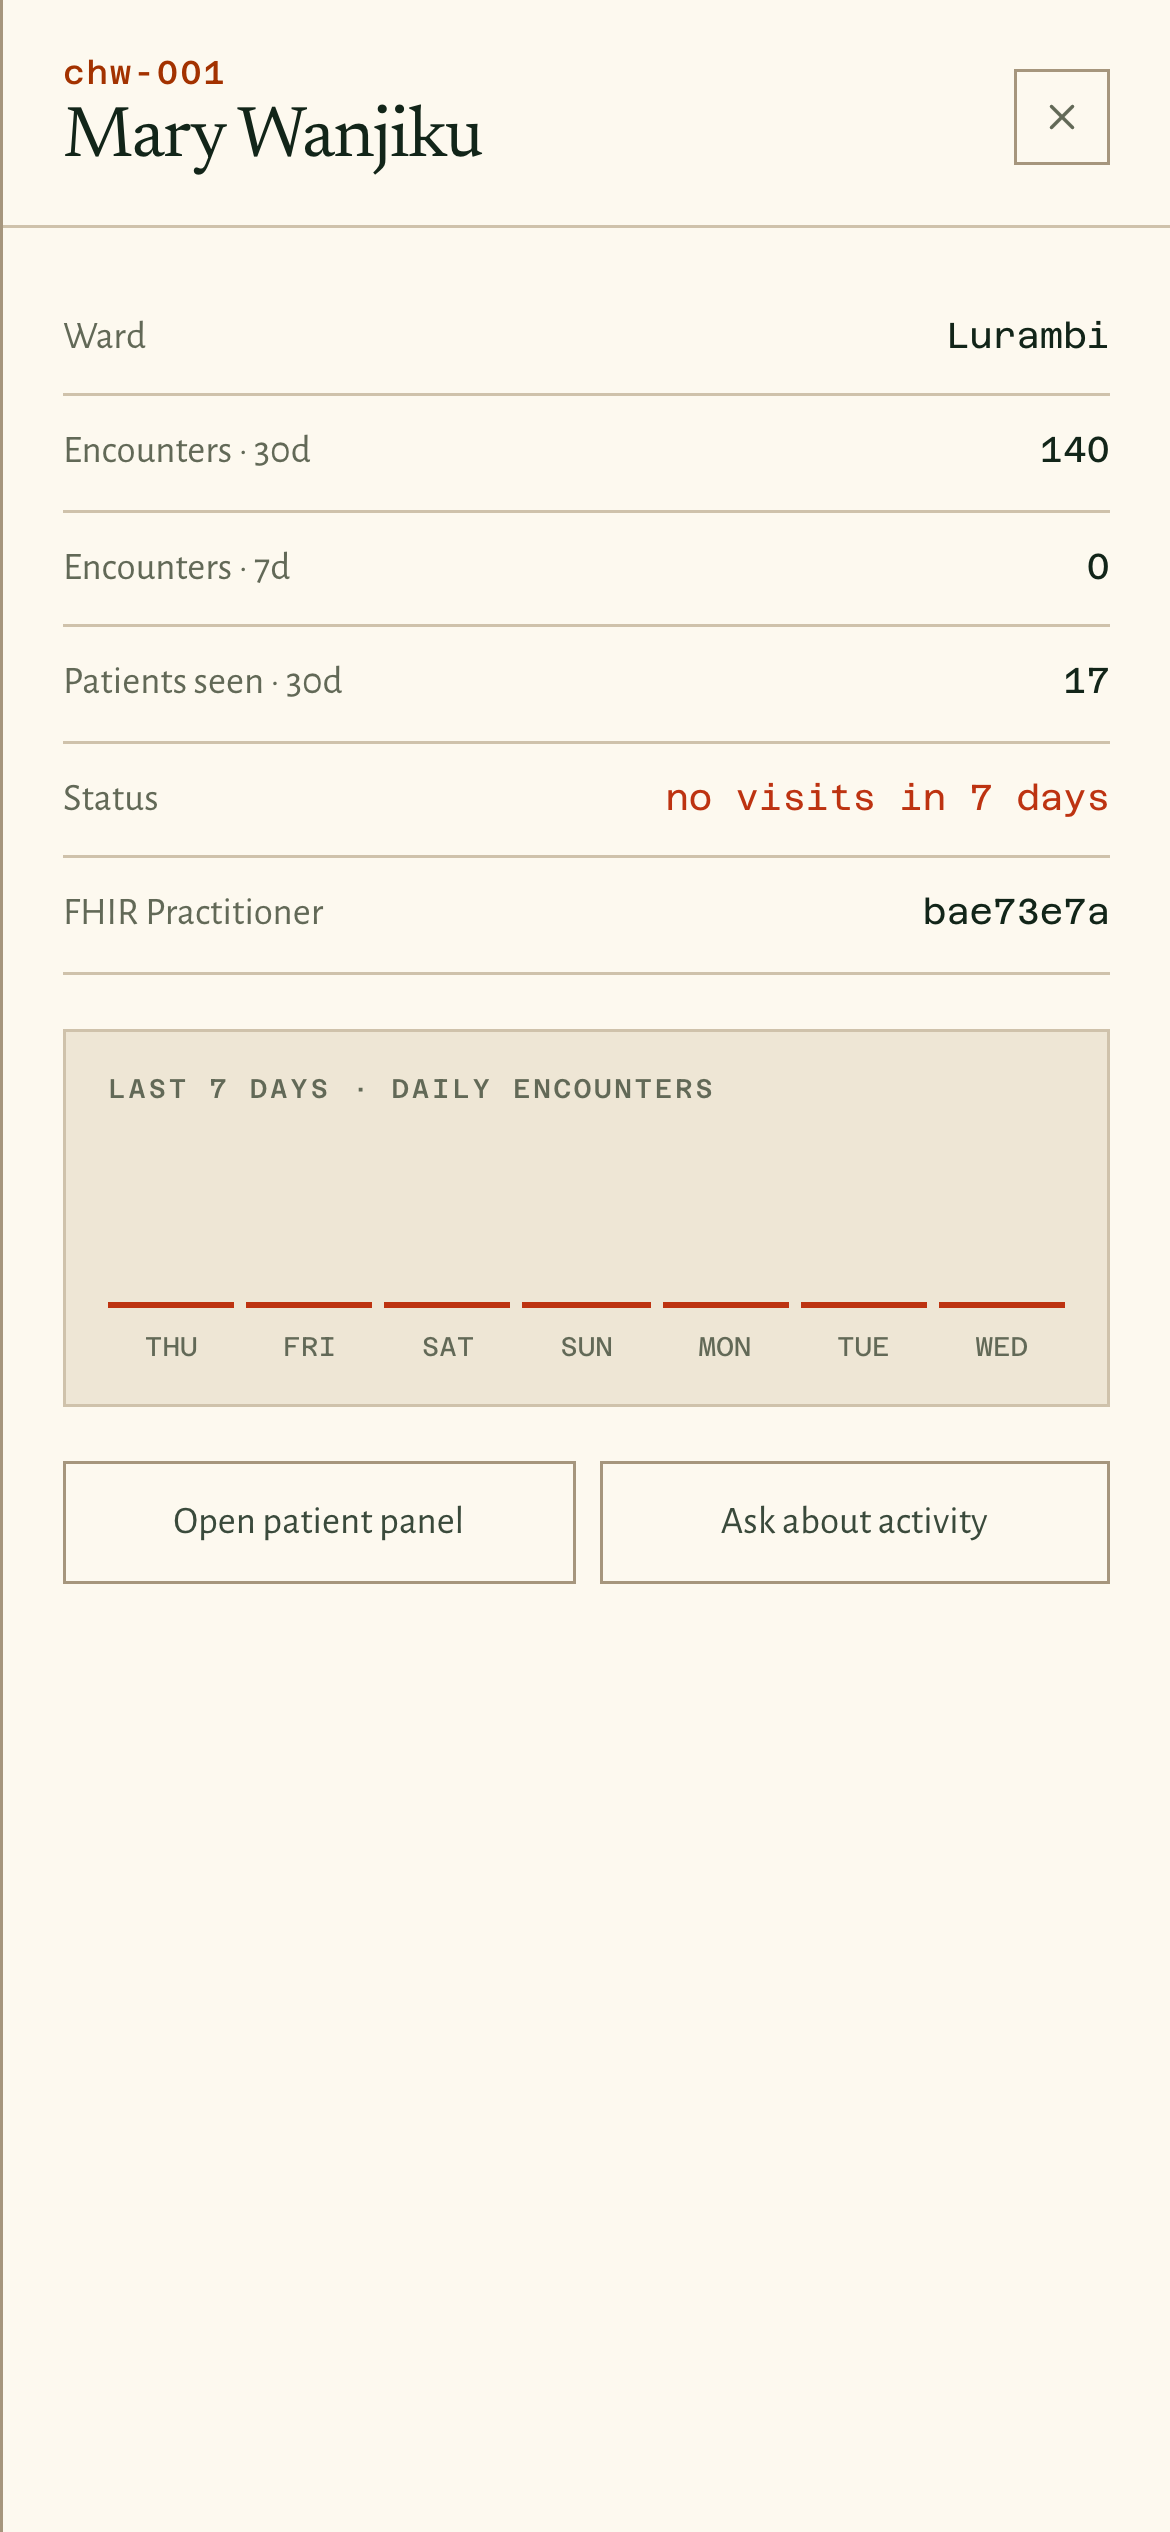 chw-001
Mary Wanjiku
Ward Lurambi
Encounters · 30d 140
Encounters · 7d 0
Patients seen · 30d 17
Status no visits in 7 days
FHIR Practitioner bae73e7a
LAST 7 DAYS · DAILY ENCOUNTERS
THU FRI SAT SUN MON TUE WED
Open patient panel Ask about activity